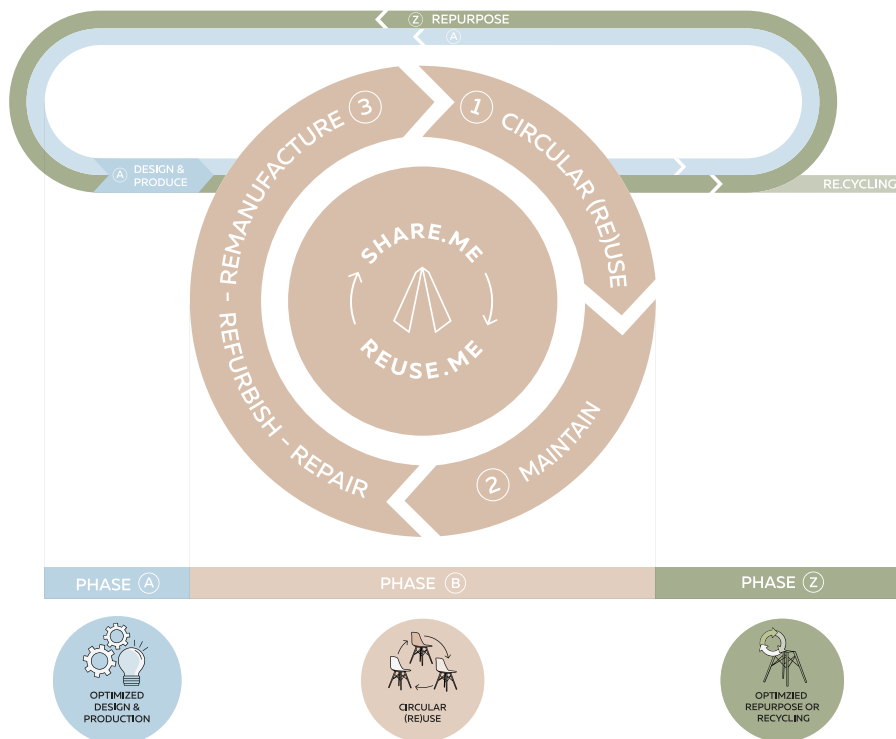 Z REPURPOSE
A
3 REMANUFACTURE - REFURBISH - REPAIR
1 CIRCULAR (RE)USE
A DESIGN &
PRODUCE
RE.CYCLING
SHARE.ME
REUSE.ME
2 MAINTAIN
PHASE A
PHASE B
PHASE Z
OPTIMIZED
DESIGN &
PRODUCTION
CIRCULAR
(RE)USE
OPTIMZIED
REPURPOSE OR
RECYCLING